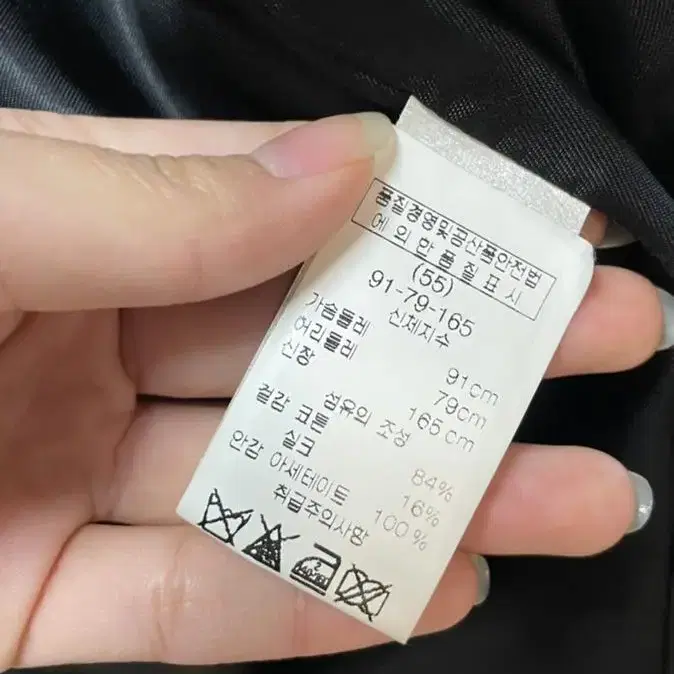 품질경영및공산품안전법
에 의한 품질 표시
(55)
91-79-165
신체지수
가슴둘레 91cm
허리둘레 79cm
신장 165 cm
섬유의 조성
겉감 코튼 84%
실크 16%
안감 아세테이트 100%
취급주의사항